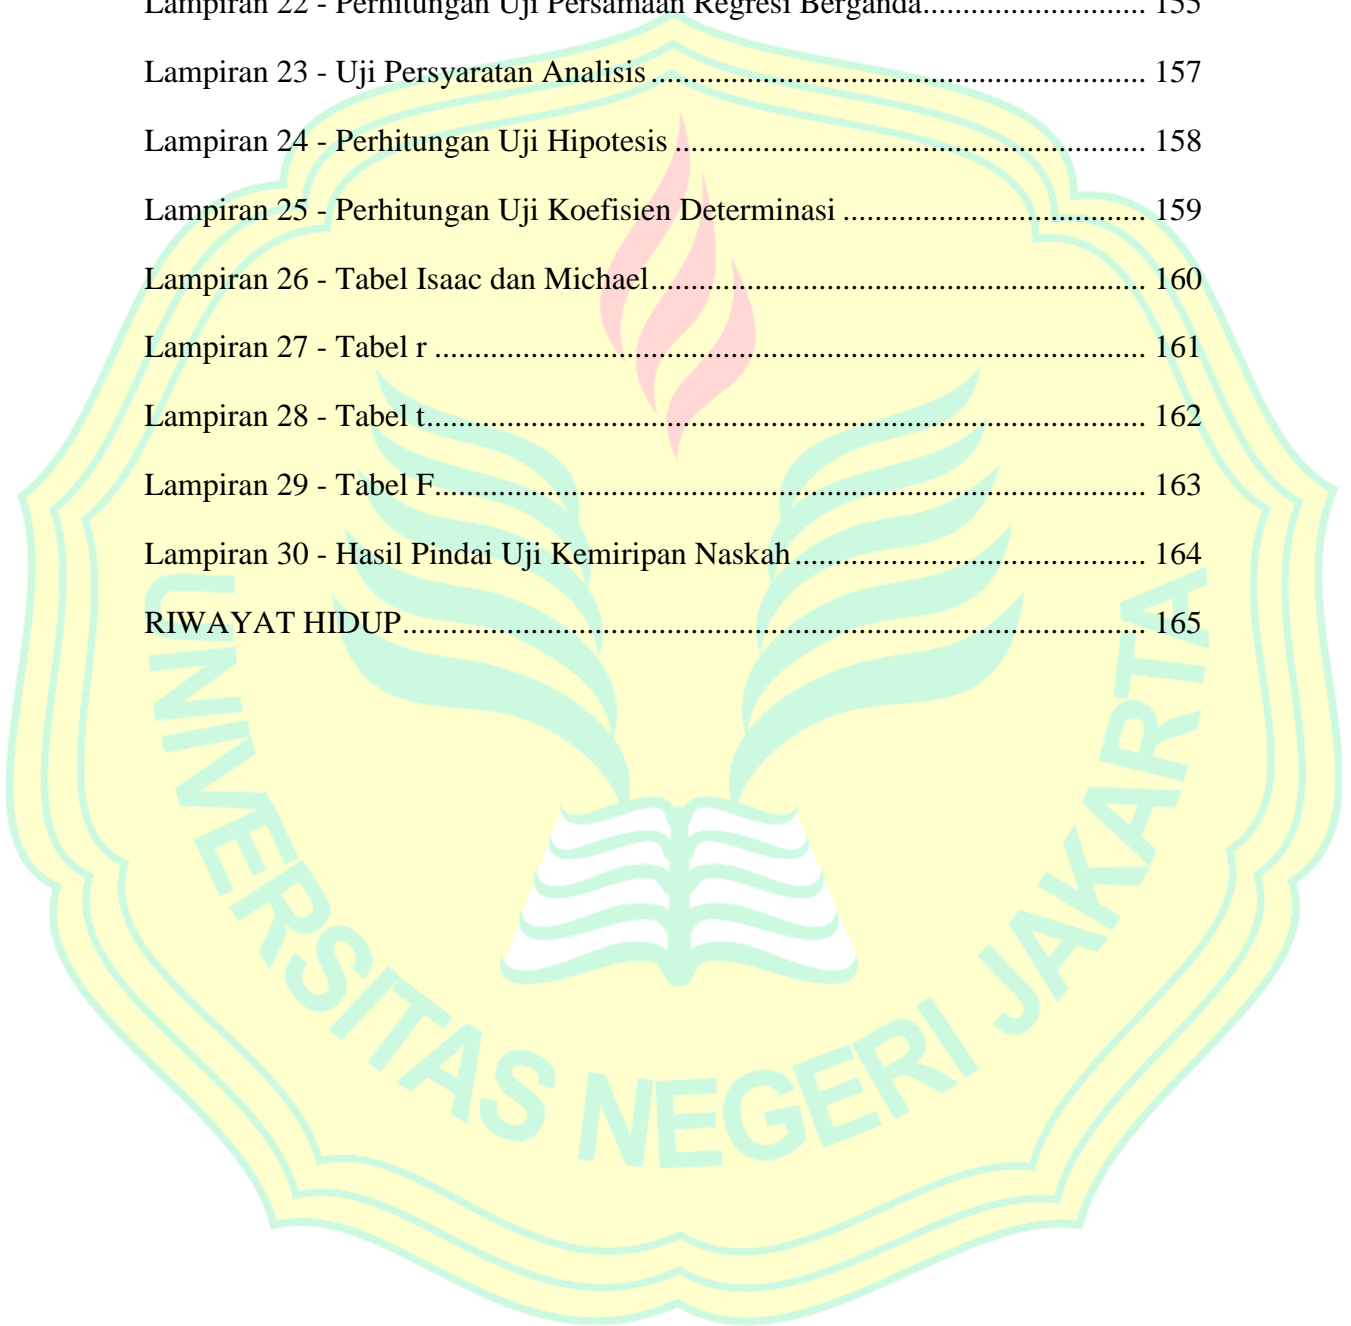 Lampiran 22 - Perhitungan Uji Persamaan Regresi Berganda............................ 155
Lampiran 23 - Uji Persyaratan Analisis.............................................................. 157
Lampiran 24 - Perhitungan Uji Hipotesis........................................................... 158
Lampiran 25 - Perhitungan Uji Koefisien Determinasi...................................... 159
Lampiran 26 - Tabel Isaac dan Michael.............................................................. 160
Lampiran 27 - Tabel r......................................................................................... 161
Lampiran 28 - Tabel t.......................................................................................... 162
Lampiran 29 - Tabel F......................................................................................... 163
Lampiran 30 - Hasil Pindai Uji Kemiripan Naskah............................................ 164
RIWAYAT HIDUP............................................................................................. 165
UNIVERSITAS NEGERI JAKARTA